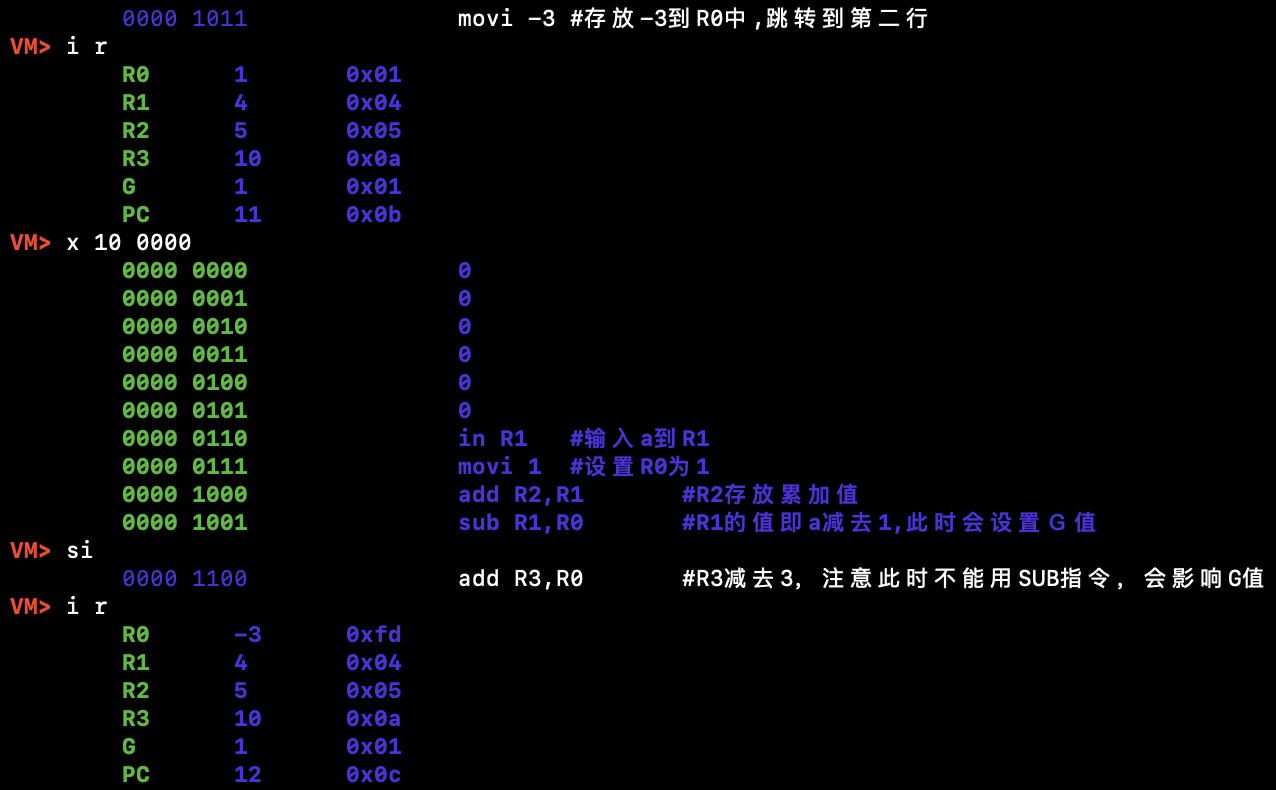 0000 1011 movi -3 #存放-3到R0中,跳转到第二行
VM> i r
R0 1 0x01
R1 4 0x04
R2 5 0x05
R3 10 0x0a
G 1 0x01
PC 11 0x0b
VM> x 10 0000
0000 0000 0
0000 0001 0
0000 0010 0
0000 0011 0
0000 0100 0
0000 0101 0
0000 0110 in R1 #输入a到R1
0000 0111 movi 1 #设置R0为1
0000 1000 add R2,R1 #R2存放累加值
0000 1001 sub R1,R0 #R1的值即a减去1,此时会设置G值
VM> si
0000 1100 add R3,R0 #R3减去3，注意此时不能用SUB指令，会影响G值
VM> i r
R0 -3 0xfd
R1 4 0x04
R2 5 0x05
R3 10 0x0a
G 1 0x01
PC 12 0x0c